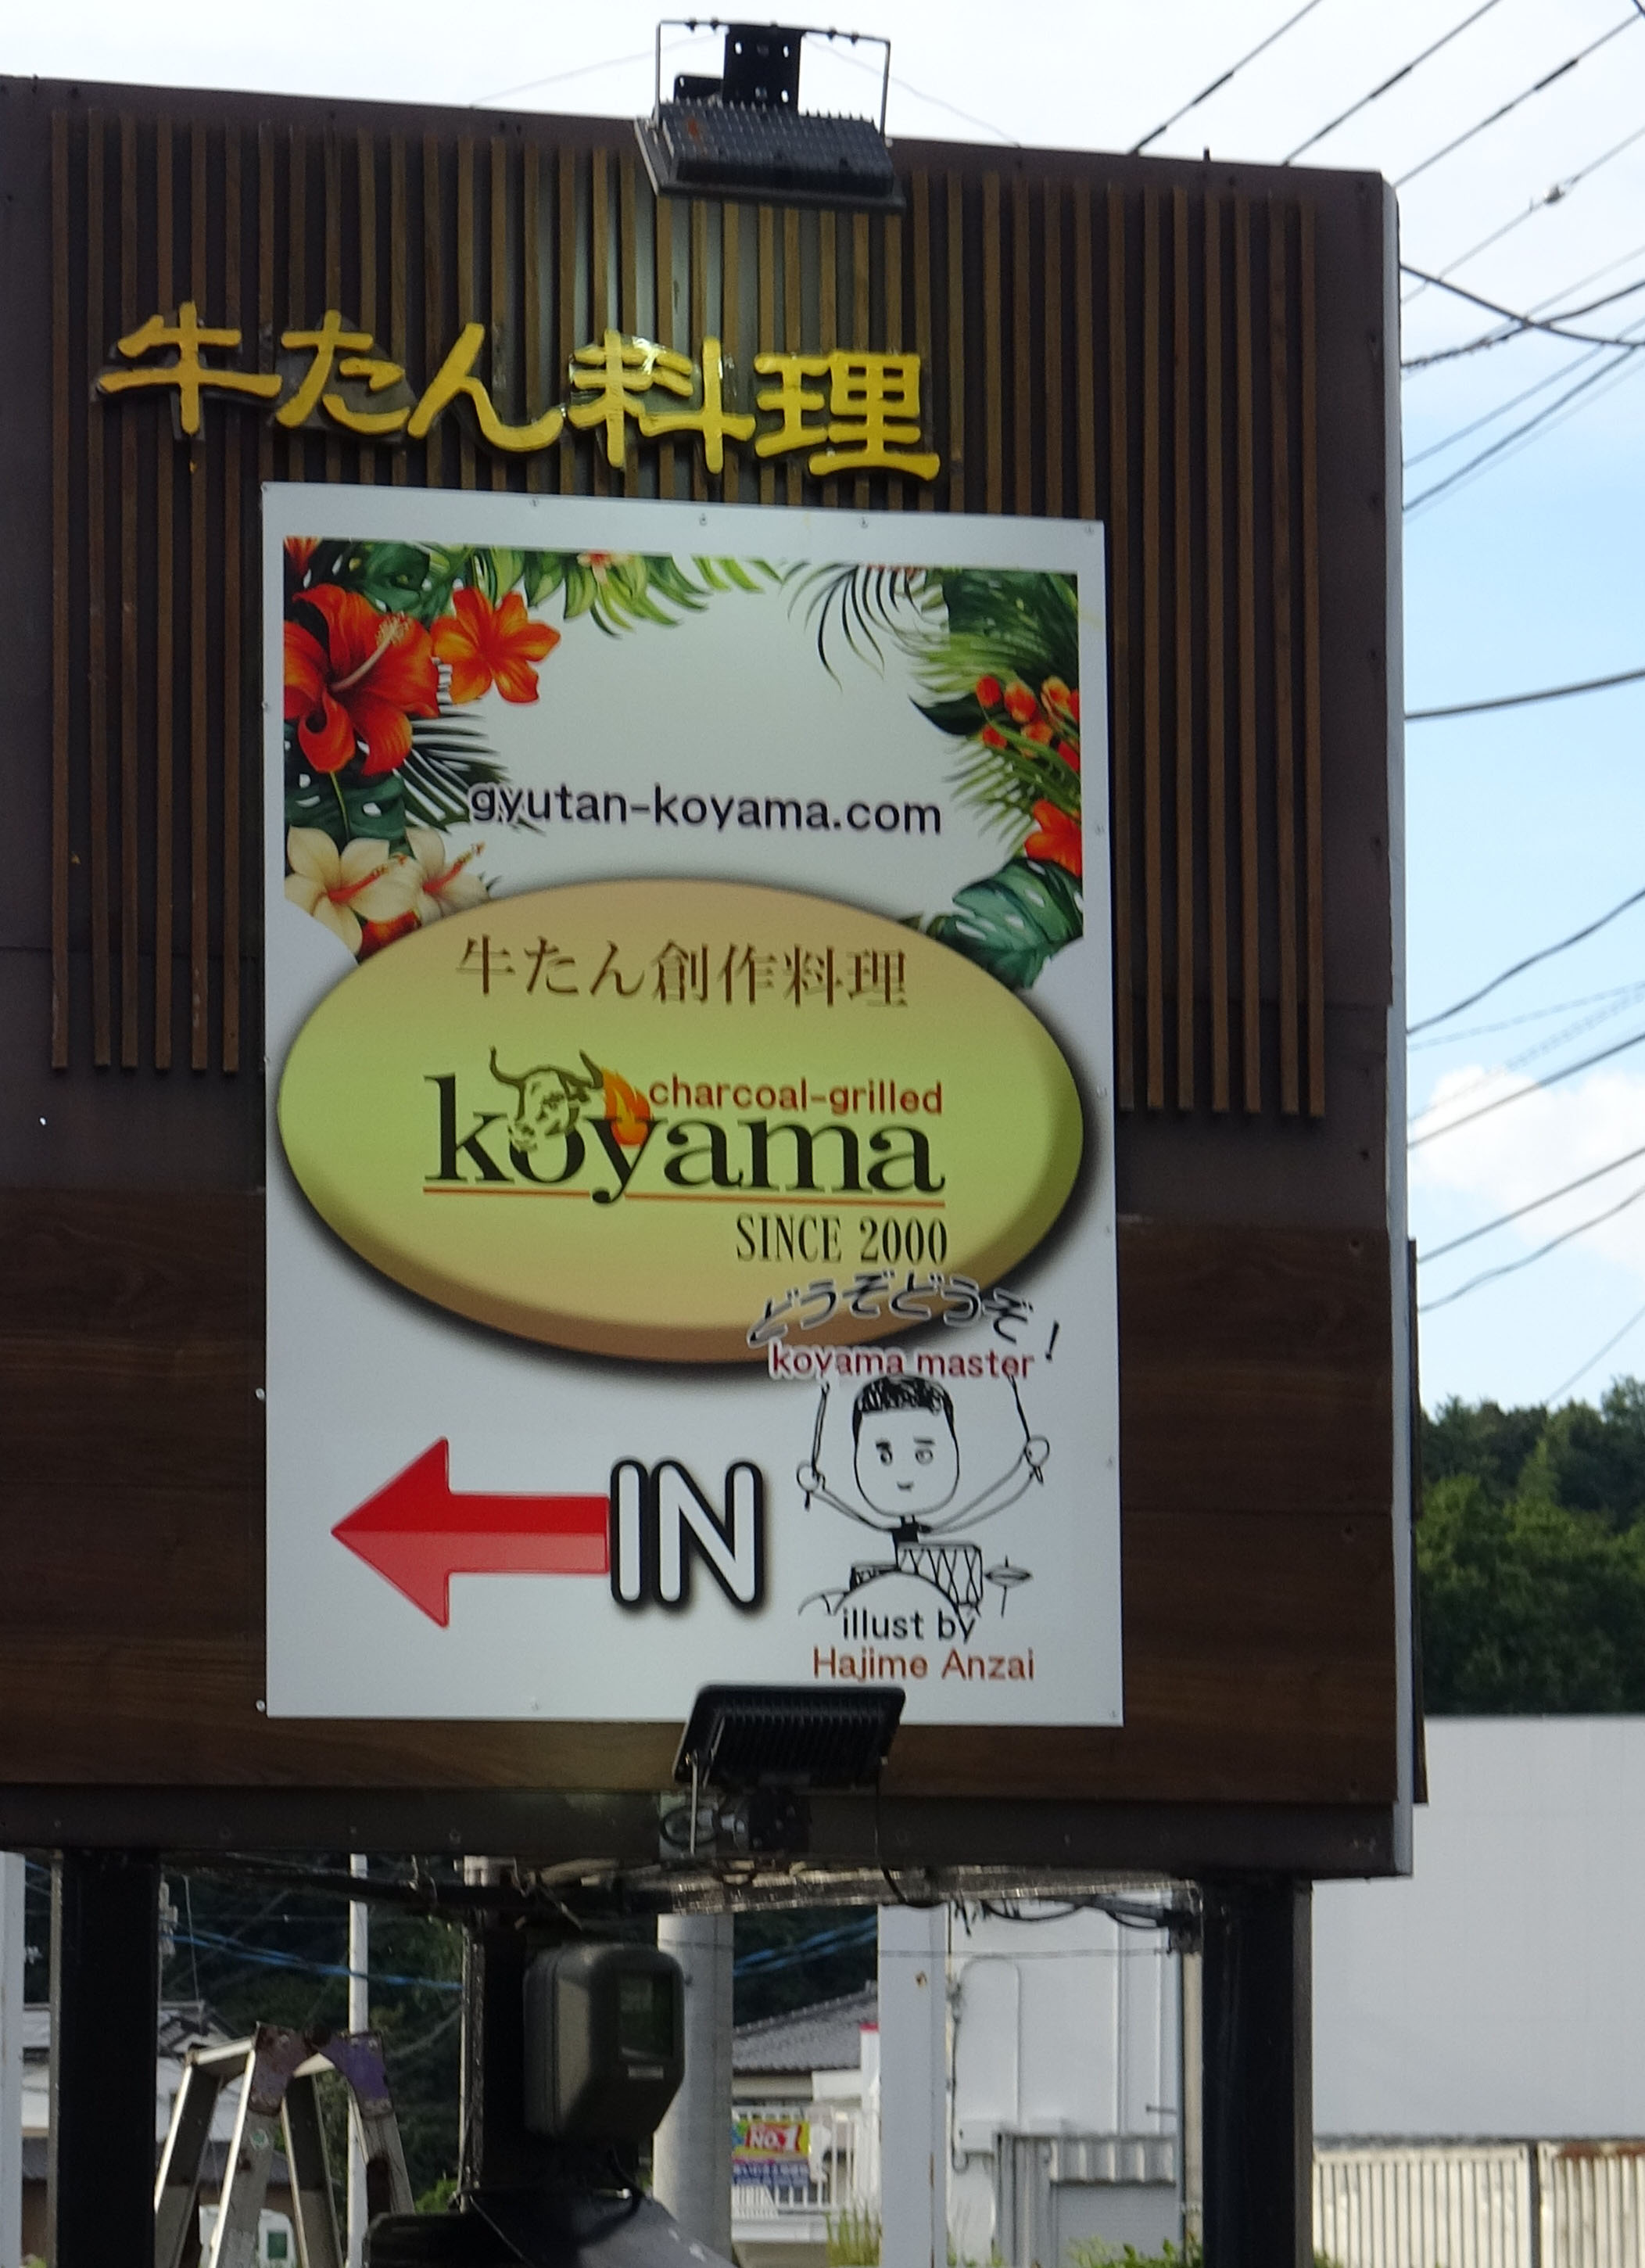 牛たん料理
gyutan-koyama.com
牛たん創作料理
charcoal-grilled
koyama
SINCE 2000
どうぞどうぞ!
koyama master
IN
illust by
Hajime Anzai
NO.1